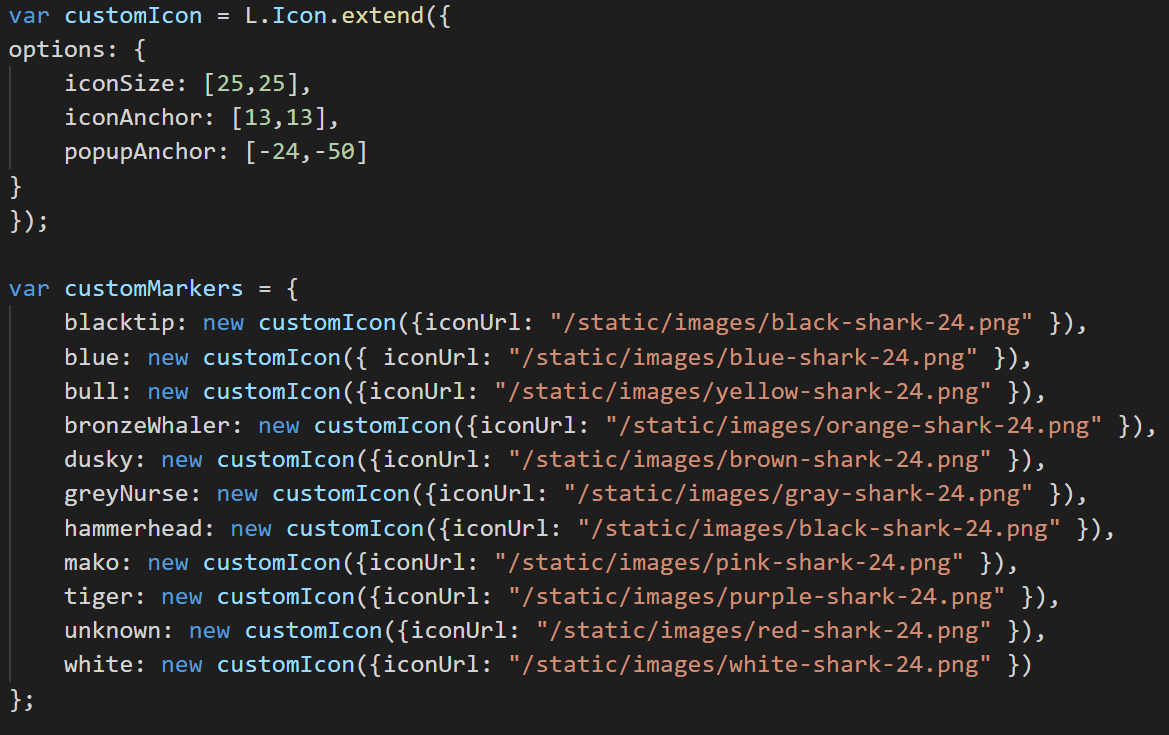 var customIcon = L.Icon.extend({
options: {
    iconSize: [25,25],
    iconAnchor: [13,13],
    popupAnchor: [-24,-50]
}
});

var customMarkers = {
    blacktip: new customIcon({iconUrl: "/static/images/black-shark-24.png" }),
    blue: new customIcon({ iconUrl: "/static/images/blue-shark-24.png" }),
    bull: new customIcon({iconUrl: "/static/images/yellow-shark-24.png" }),
    bronzeWhaler: new customIcon({iconUrl: "/static/images/orange-shark-24.png" }),
    dusky: new customIcon({iconUrl: "/static/images/brown-shark-24.png" }),
    greyNurse: new customIcon({iconUrl: "/static/images/gray-shark-24.png" }),
    hammerhead: new customIcon({iconUrl: "/static/images/black-shark-24.png" }),
    mako: new customIcon({iconUrl: "/static/images/pink-shark-24.png" }),
    tiger: new customIcon({iconUrl: "/static/images/purple-shark-24.png" }),
    unknown: new customIcon({iconUrl: "/static/images/red-shark-24.png" }),
    white: new customIcon({iconUrl: "/static/images/white-shark-24.png" })
};